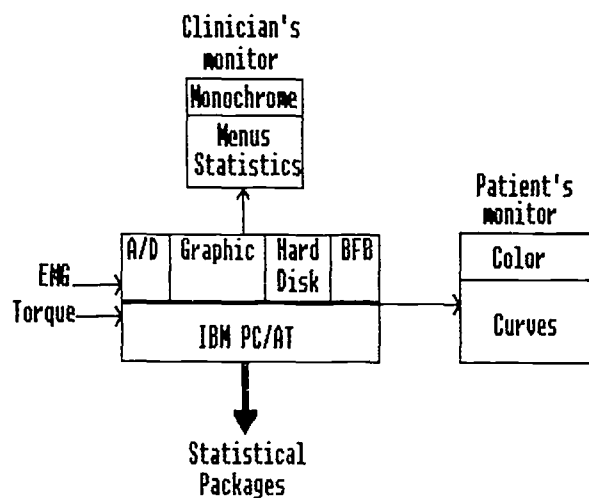 Clinician's
monitor
Monochrome
Menus
Statistics
Patient's
monitor
A/D Graphic Hard Disk BFB
Color
EMG
Torque
IBM PC/AT
Curves
Statistical
Packages